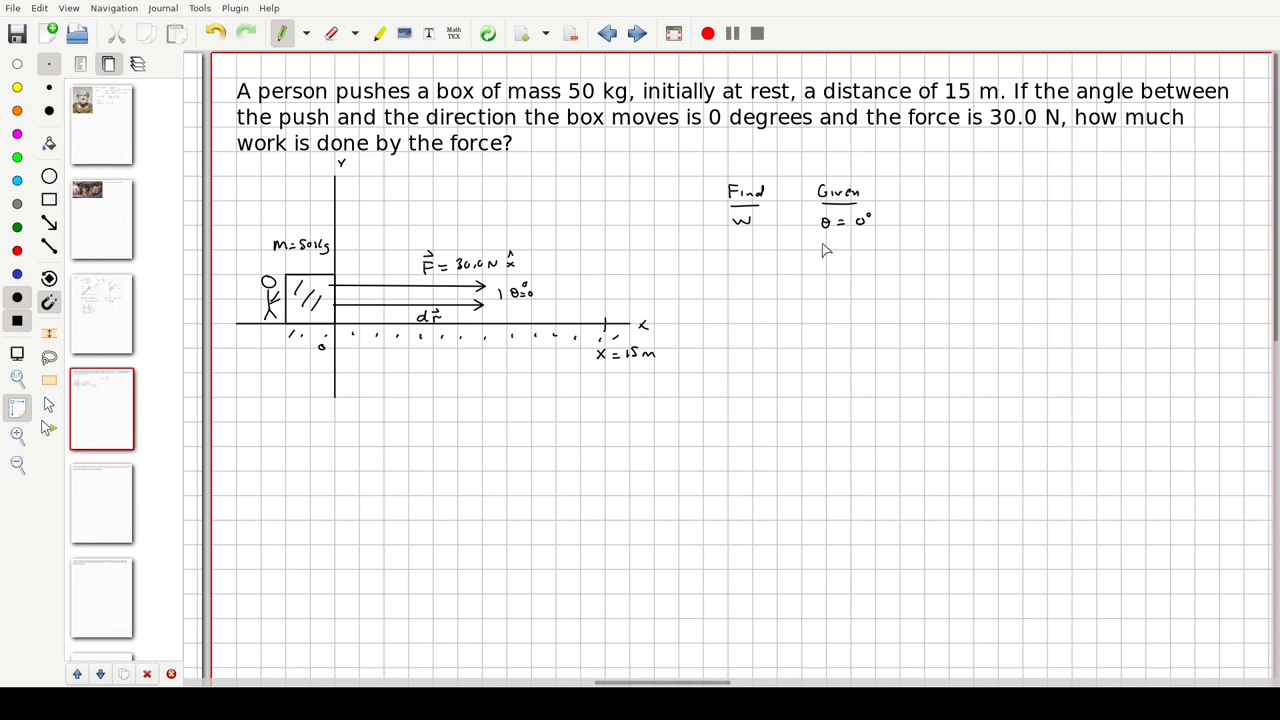 File Edit View Navigation Journal Tools Plugin Help
T Math TEX
A person pushes a box of mass 50 kg, initially at rest, a distance of 15 m. If the angle between
the push and the direction the box moves is 0 degrees and the force is 30.0 N, how much
work is done by the force?
Y
Find Given
W θ = 0°
m=50kg
F⃗ = 30.0 N x̂
θ=0°
dr⃗
X
0
X = 15 m